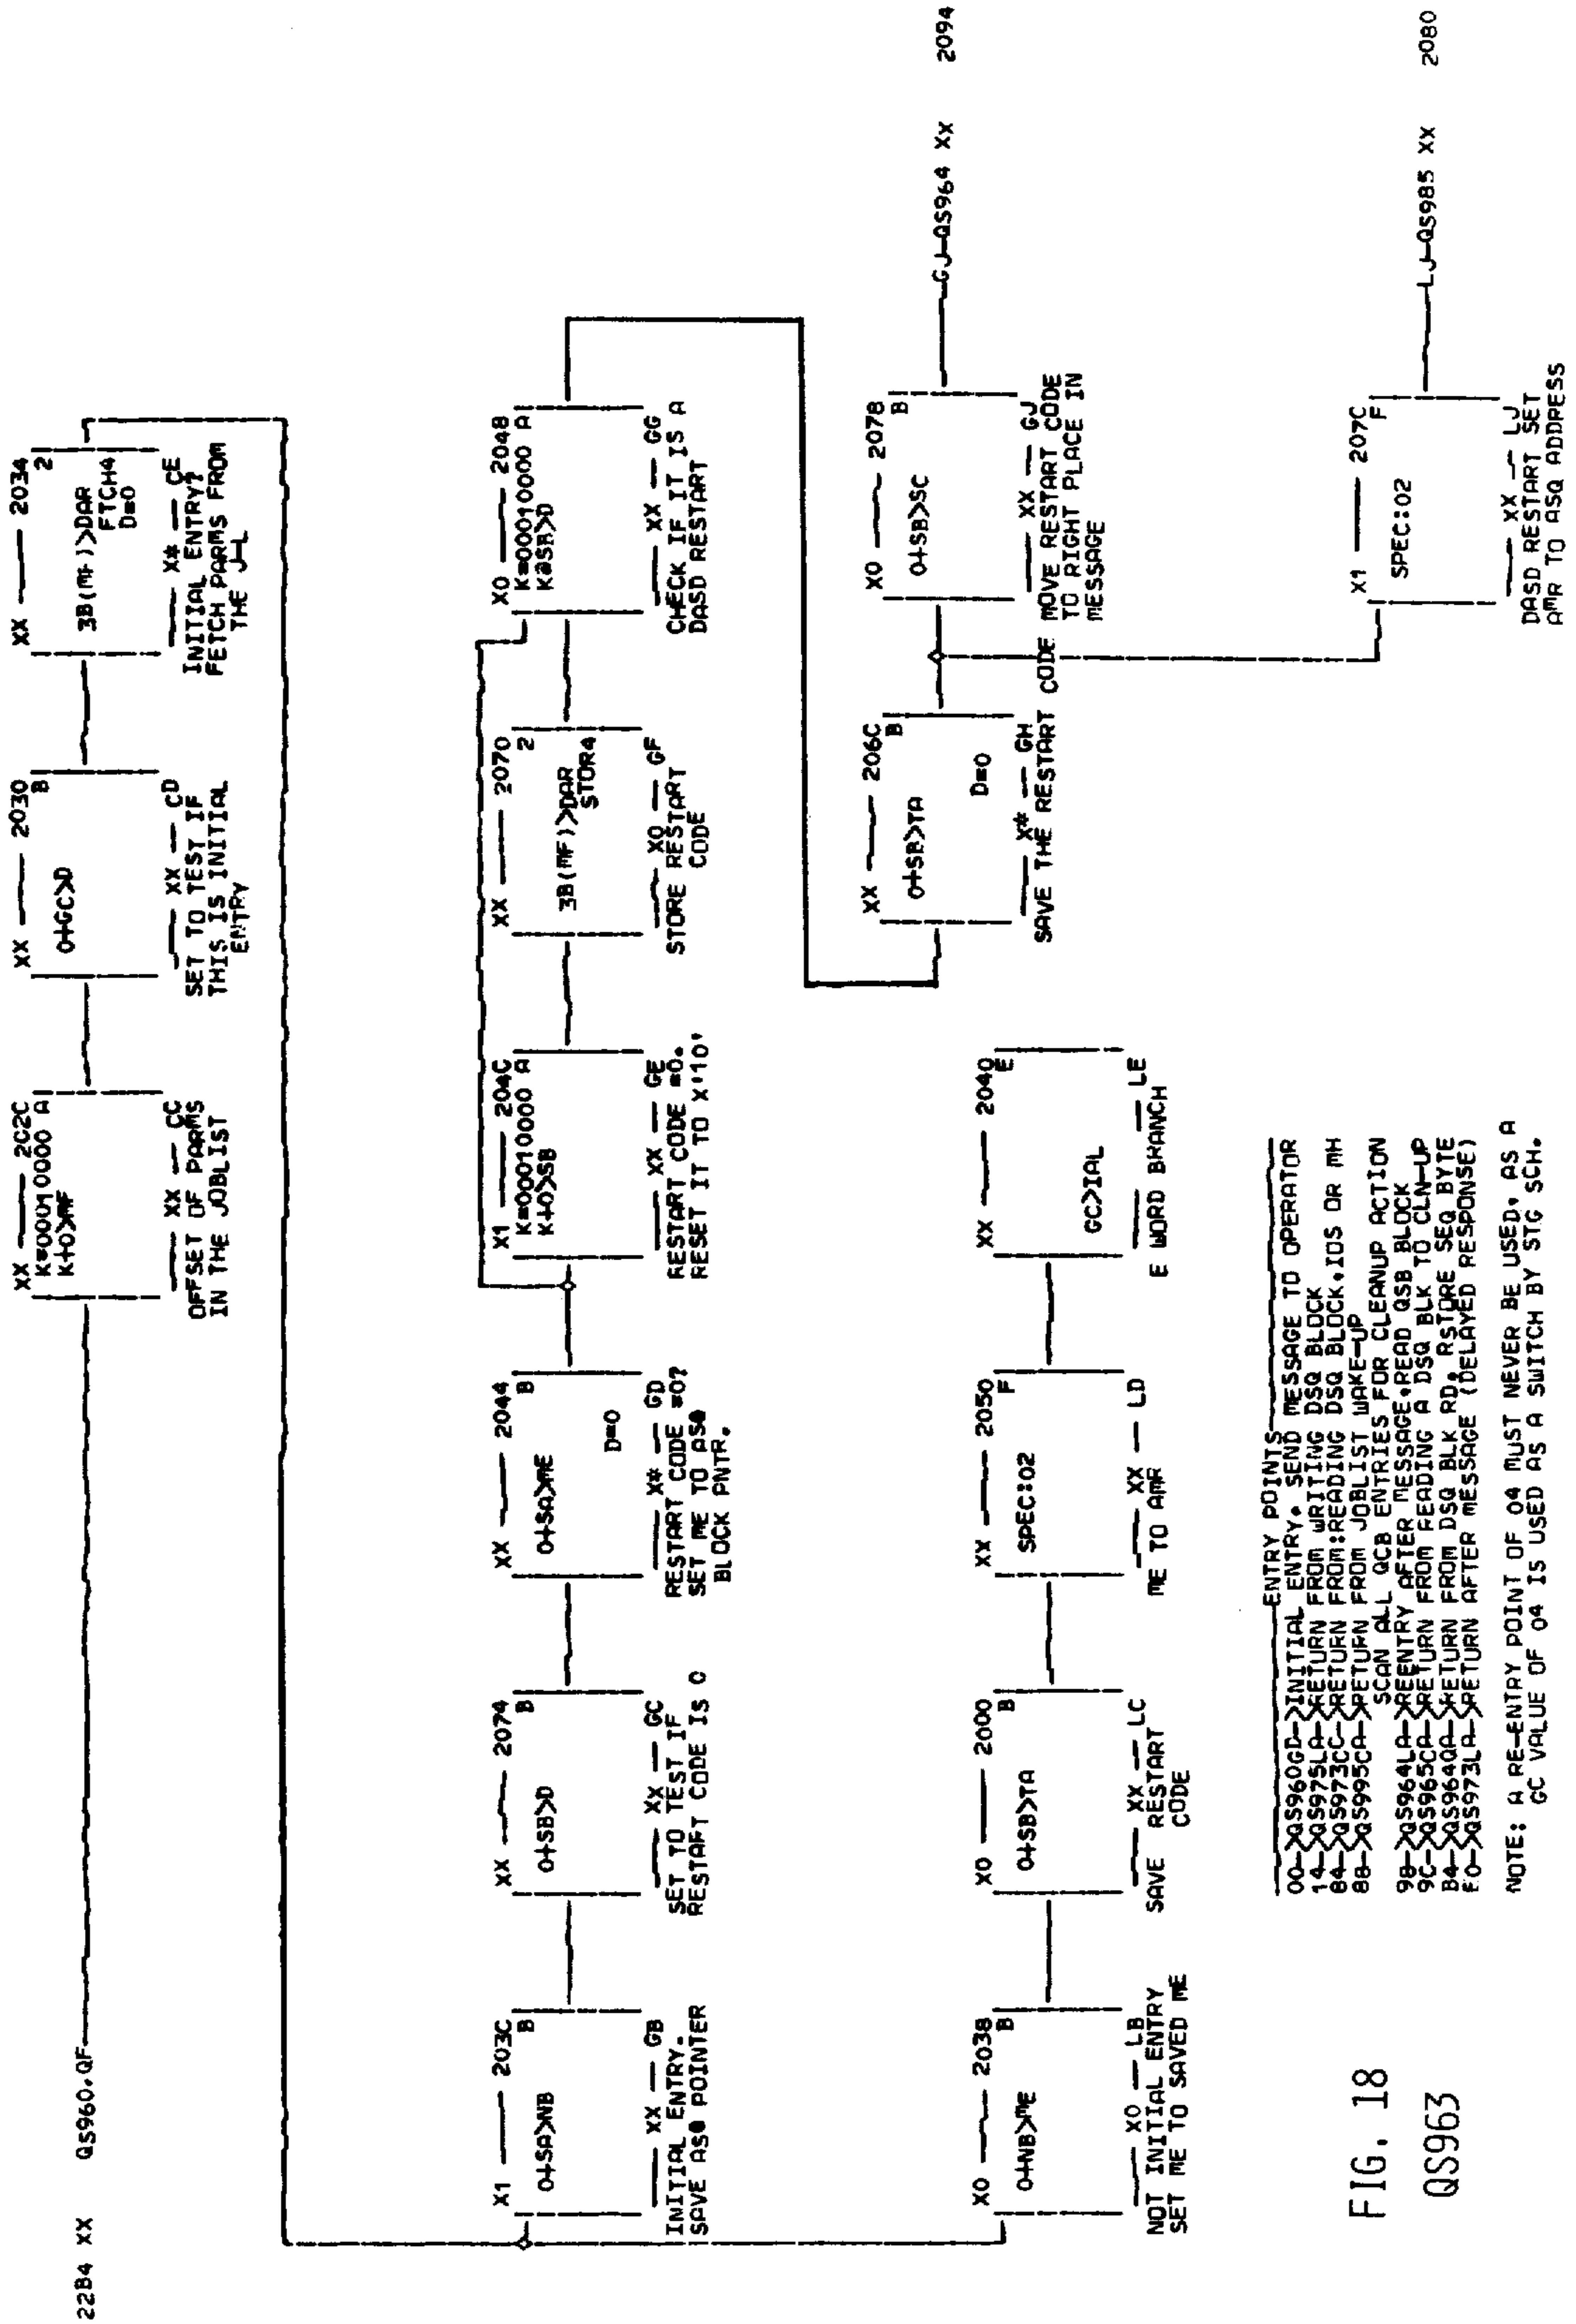 22B4 XX QS960.QF
XX 2C2C
K=00010000 A
K+0>MF
XX CC
OFFSET OF PARMS
IN THE JOBLIST
XX 2030
B
0+GC>D
XX CD
SET TO TEST IF
THIS IS INITIAL
ENTRY
XX 2034
2
3B(MF)>DAR
FTCH4
D=0
X* CE
INITIAL ENTRY?
FETCH PARMS FROM
THE J-L
X1 203C
B
0+SA>NB
XX GB
INITIAL ENTRY.
SAVE AS@ POINTER
XX 2074
B
0+SB>D
XX GC
SET TO TEST IF
RESTART CODE IS 0
XX 2044
B
0+SA>ME
D=0
X* GD
RESTART CODE =0?
SET ME TO AS@
BLOCK PNTR.
X1 204C
K=00010000 A
K+0>SB
XX GE
RESTART CODE =0.
RESET IT TO X'10'
XX 2070
2
3B(MF)>DAR
STOR4
X0 GF
STORE RESTART
CODE
X0 2048
K=00010000 A
K@SB>D
XX GG
CHECK IF IT IS A
DASD RESTART
XX 206C
B
0+SB>TA
D=0
X* GH
SAVE THE RESTART CODE
X0 2078
B
0+SB>SC
XX GJ
MOVE RESTART CODE
TO RIGHT PLACE IN
MESSAGE
GJ-QS964 XX 2094
X0 2038
B
0+NB>ME
X0 LB
NOT INITIAL ENTRY
SET ME TO SAVED ME
X0 2000
B
0+SB>TA
XX LC
SAVE RESTART
CODE
XX 2050
F
SPEC:02
XX LD
ME TO AMR
XX 2040
E
GC>IAL
LE
E WORD BRANCH
X1 207C
F
SPEC:02
XX LJ
DASD RESTART SET
AMR TO ASQ ADDRESS
LJ-QS985 XX 2080
ENTRY POINTS
00->QS960GD->INITIAL ENTRY. SEND MESSAGE TO OPERATOR
14->QS975LA->RETURN FROM WRITING DSQ BLOCK
84->QS973CC->RETURN FROM:READING DSQ BLOCK,IOS OR MH
88->QS995CA->RETURN FROM JOBLIST WAKE-UP
SCAN ALL QCB ENTRIES FOR CLEANUP ACTION
98->QS964LA->REENTRY AFTER MESSAGE,READ QSB BLOCK
9C->QS965CA->RETURN FROM READING A DSQ BLK TO CLN-UP
B4->QS964QA->RETURN FROM DSQ BLK RD. RSTORE SEQ BYTE
E0->QS973LA->RETURN AFTER MESSAGE (DELAYED RESPONSE)
NOTE: A RE-ENTRY POINT OF 04 MUST NEVER BE USED, AS A
GC VALUE OF 04 IS USED AS A SWITCH BY STG SCH.
FIG. 18
QS963